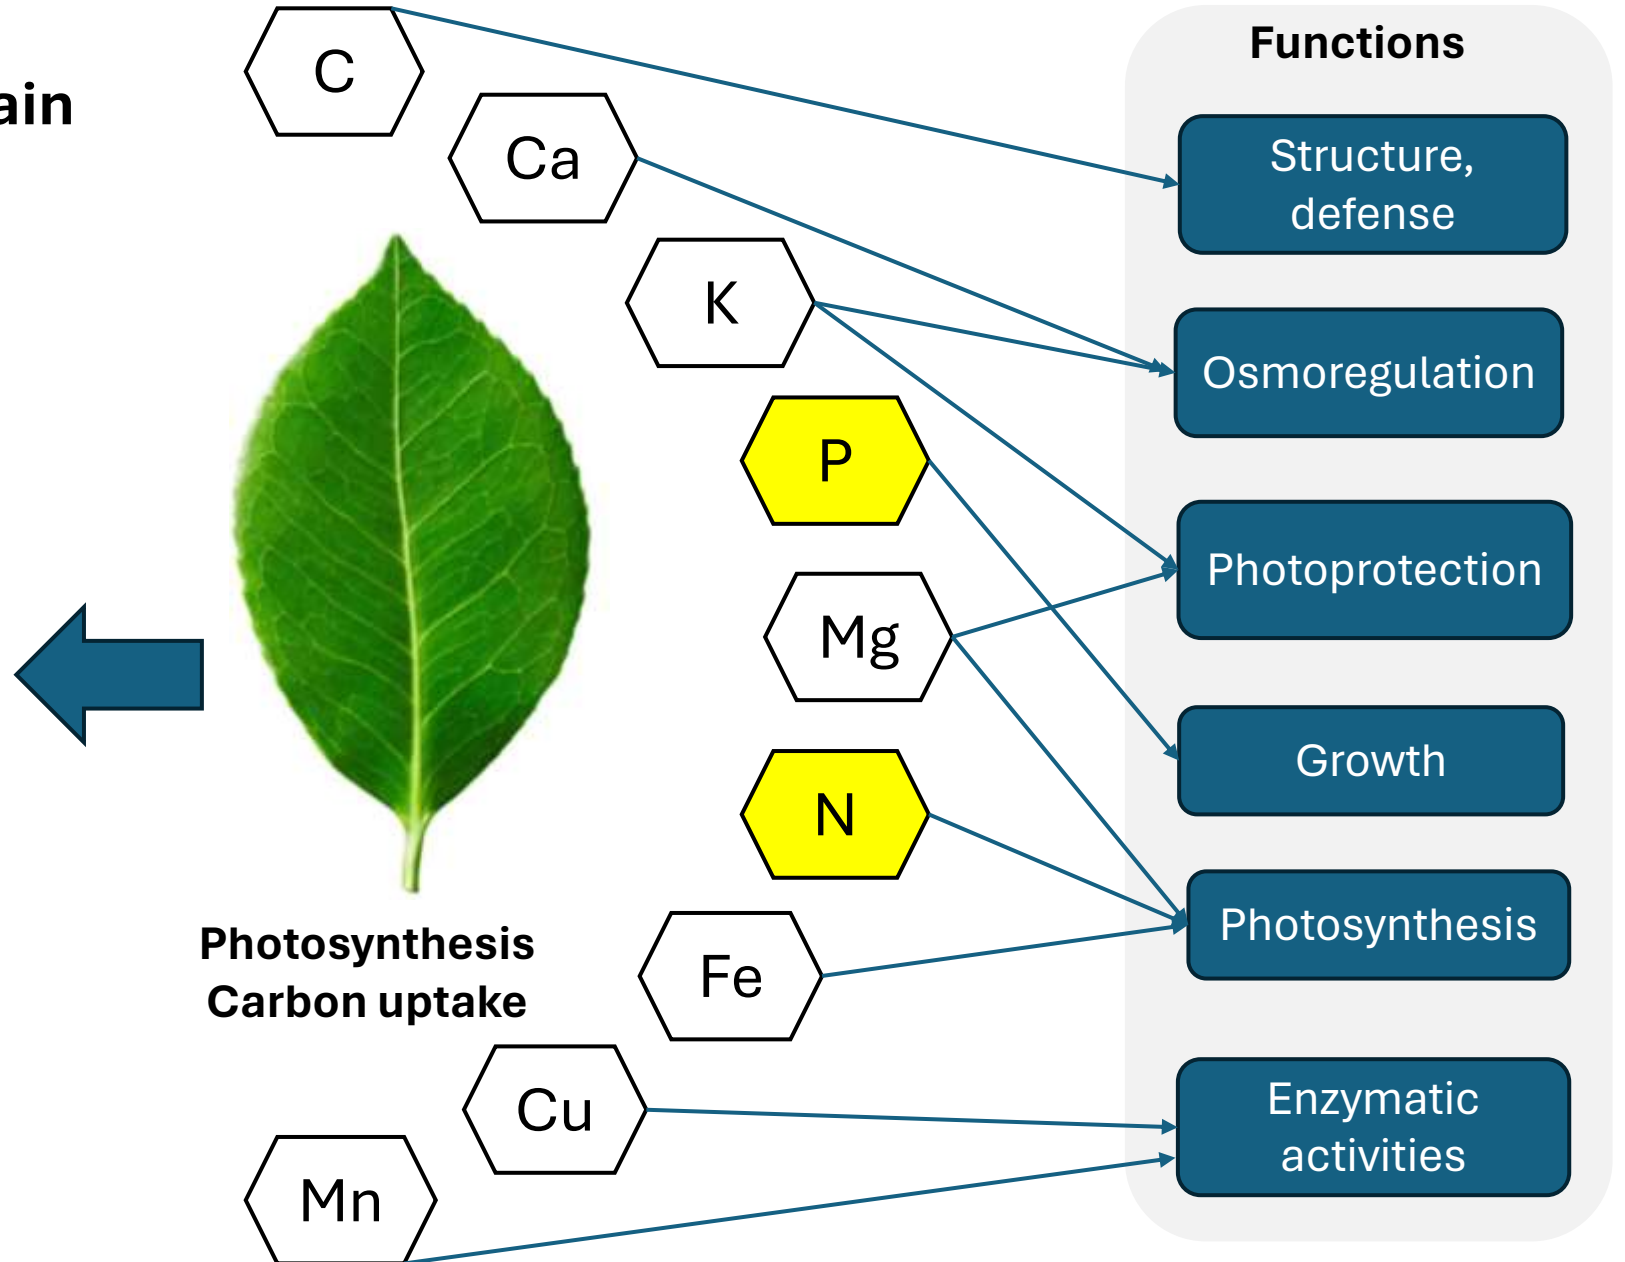 ain
C
Ca
K
P
Mg
N
Fe
Cu
Mn
Photosynthesis
Carbon uptake
Functions
Structure,
defense
Osmoregulation
Photoprotection
Growth
Photosynthesis
Enzymatic
activities